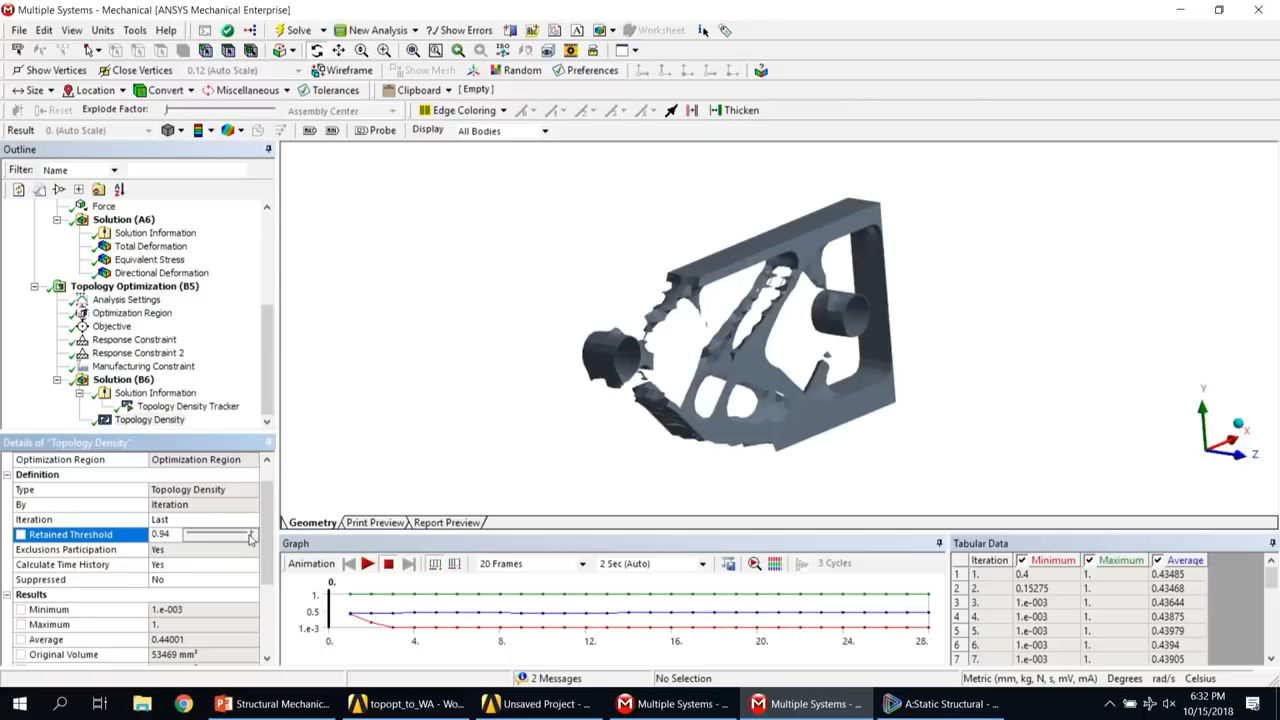 Multiple Systems - Mechanical [ANSYS Mechanical Enterprise]
File Edit View Units Tools Help Solve New Analysis Show Errors Worksheet
Show Vertices Close Vertices 0.12 (Auto Scale) Wireframe Show Mesh Random Preferences
Size Location Convert Miscellaneous Tolerances Clipboard [Empty]
Reset Explode Factor: Assembly Center Edge Coloring Thicken
Result 0. (Auto Scale) Probe Display All Bodies
Outline
Filter: Name
Force
Solution (A6)
Solution Information
Total Deformation
Equivalent Stress
Directional Deformation
Topology Optimization (B5)
Analysis Settings
Optimization Region
Objective
Response Constraint
Response Constraint 2
Manufacturing Constraint
Solution (B6)
Solution Information
Topology Density Tracker
Topology Density
Y
X
Z
Details of "Topology Density"
Optimization Region Optimization Region
Definition
Type Topology Density
By Iteration
Iteration Last
Retained Threshold 0.94
Exclusions Participation Yes
Calculate Time History Yes
Suppressed No
Results
Minimum 1.e-003
Maximum 1.
Average 0.44001
Original Volume 53469 mm³
Geometry Print Preview Report Preview
Graph
Animation 20 Frames 2 Sec (Auto) 3 Cycles
0.
1.
0.5
1.e-3
0. 4. 8. 12. 16. 20. 24. 28.
Tabular Data
Iteration Minimum Maximum Average
1 1. 0.4 1. 0.43485
2 2. 0.15275 1. 0.43468
3 3. 1.e-003 1. 0.43644
4 4. 1.e-003 1. 0.43875
5 5. 1.e-003 1. 0.43979
6 6. 1.e-003 1. 0.4394
7 7. 1.e-003 1. 0.43905
2 Messages No Selection Metric (mm, kg, N, s, mV, mA) Degrees rad/s Celsius
Structural Mechanic... topopt_to_WA - Wor... Unsaved Project - ... Multiple Systems - ... Multiple Systems - ... A:Static Structural - ...
6:32 PM
10/15/2018